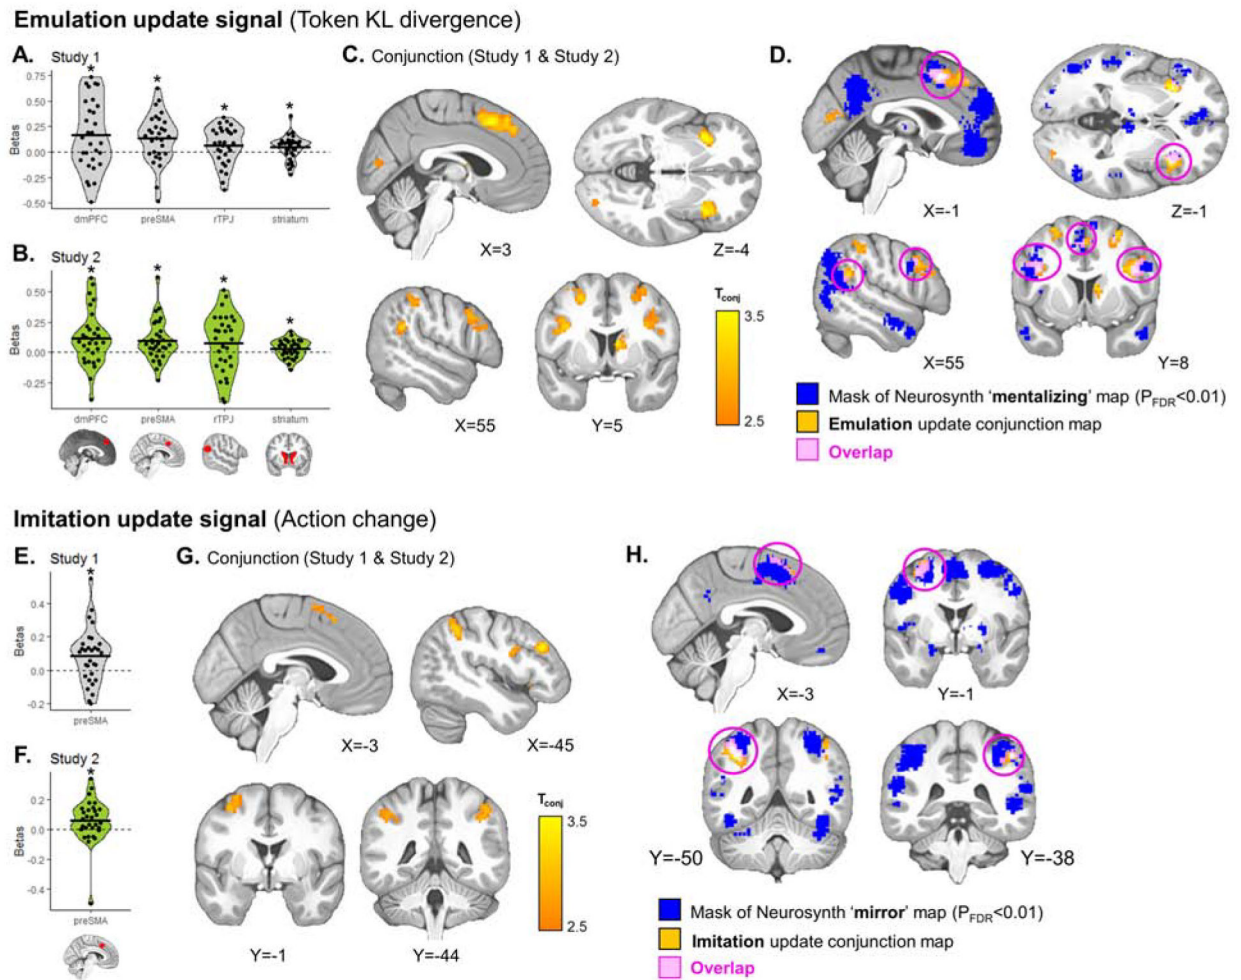 Emulation update signal (Token KL divergence)
A. Study 1
0.75
0.50
0.25
0.00
-0.25
-0.50
Betas
* * * *
dmPFC preSMA rTPJ striatum
B. Study 2
0.50
0.25
0.00
-0.25
Betas
* * * *
dmPFC preSMA rTPJ striatum
C. Conjunction (Study 1 & Study 2)
X=3 Z=-4
X=55 Y=5
Tconj
3.5
2.5
D.
X=-1 Z=-1
X=55 Y=8
Mask of Neurosynth ‘mentalizing’ map (PFDR<0.01)
Emulation update conjunction map
Overlap
Imitation update signal (Action change)
E. Study 1
0.4
0.2
0.0
-0.2
Betas
*
preSMA
F. Study 2
0.2
0.0
-0.2
-0.4
Betas
*
preSMA
G. Conjunction (Study 1 & Study 2)
X=-3 X=-45
Y=-1 Y=-44
Tconj
3.5
2.5
H.
X=-3 Y=-1
Y=-50 Y=-38
Mask of Neurosynth ‘mirror’ map (PFDR<0.01)
Imitation update conjunction map
Overlap